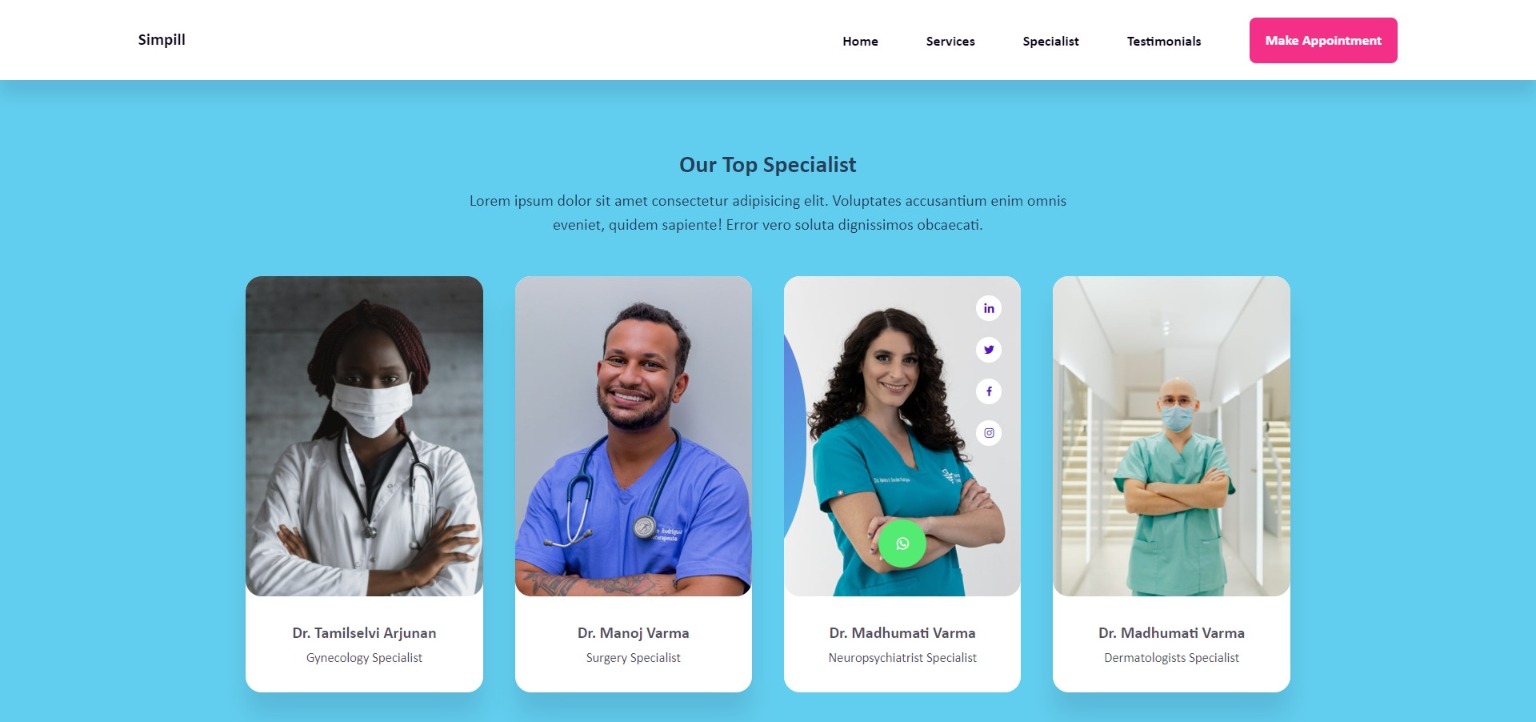 Simpill
Home
Services
Specialist
Testimonials
Make Appointment
Our Top Specialist
Lorem ipsum dolor sit amet consectetur adipisicing elit. Voluptates accusantium enim omnis
eveniet, quidem sapiente! Error vero soluta dignissimos obcaecati.
Dr. Tamilselvi Arjunan
Gynecology Specialist
Dr. Manoj Varma
Surgery Specialist
Dr. Madhumati Varma
Neuropsychiatrist Specialist
Dr. Madhumati Varma
Dermatologists Specialist